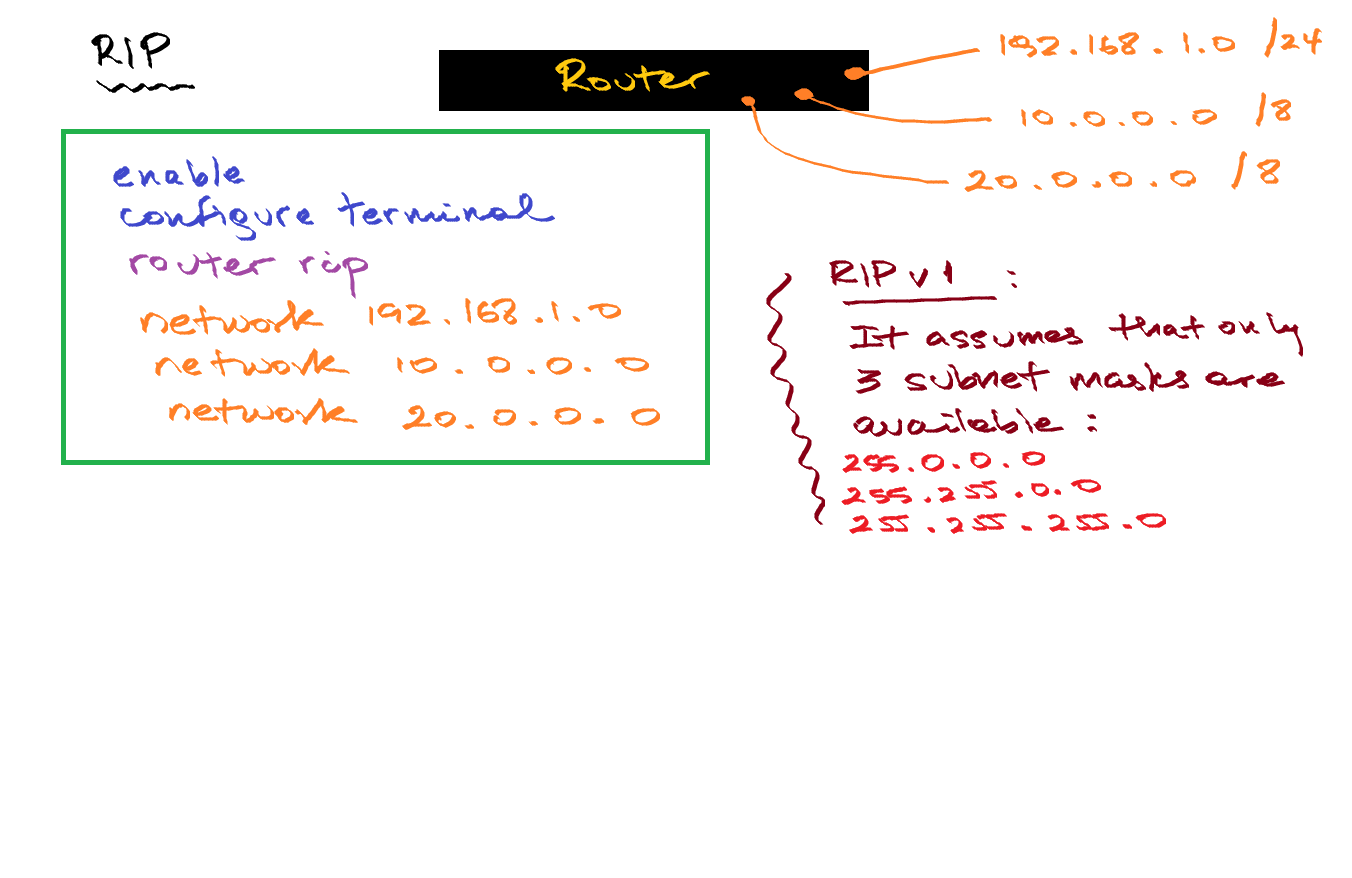 RIP
Router
192.168.1.0 /24
10.0.0.0 /8
20.0.0.0 /8
enable
configure terminal
router rip
network 192.168.1.0
network 10.0.0.0
network 20.0.0.0
RIP v1 :
It assumes that only
3 subnet masks are
available :
255.0.0.0
255.255.0.0
255.255.255.0